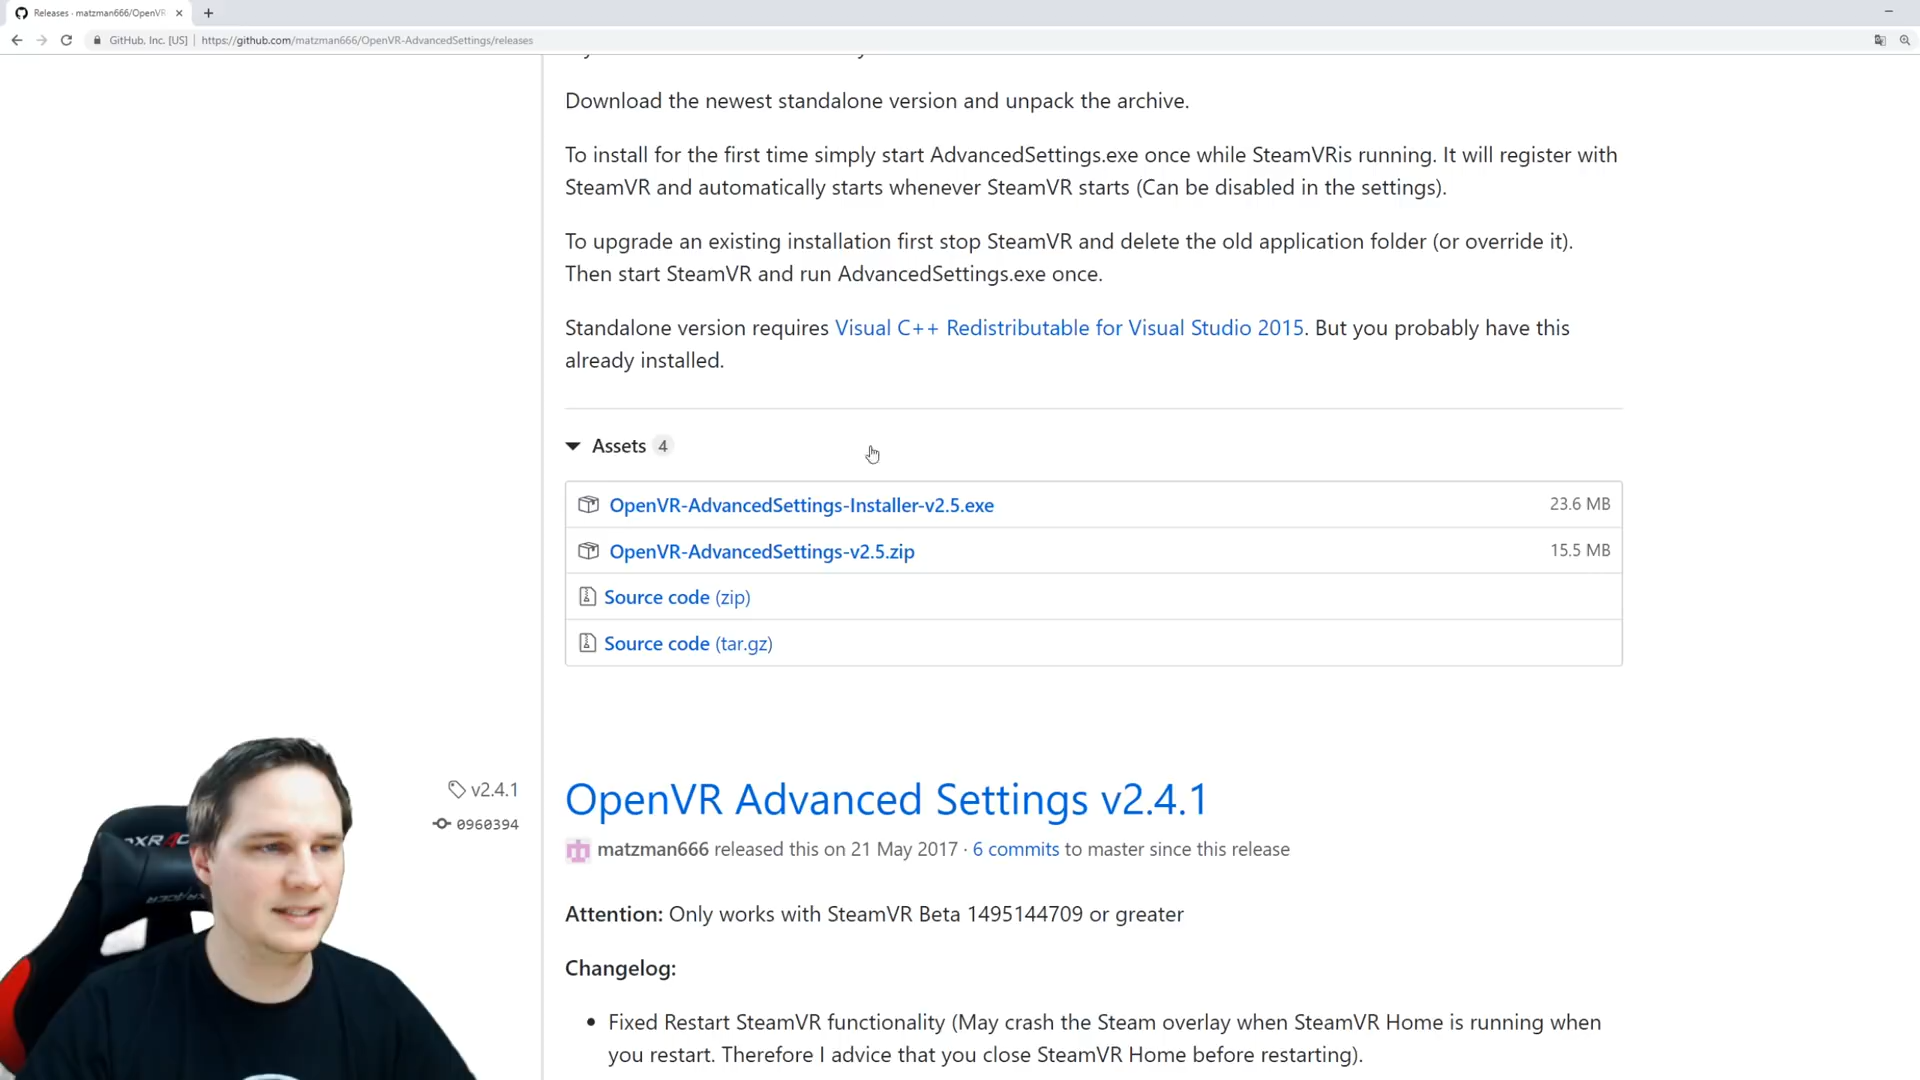 Releases · matzman666/OpenVR
GitHub, Inc. [US] | https://github.com/matzman666/OpenVR-AdvancedSettings/releases
Download the newest standalone version and unpack the archive.
To install for the first time simply start AdvancedSettings.exe once while SteamVRis running. It will register with
SteamVR and automatically starts whenever SteamVR starts (Can be disabled in the settings).
To upgrade an existing installation first stop SteamVR and delete the old application folder (or override it).
Then start SteamVR and run AdvancedSettings.exe once.
Standalone version requires Visual C++ Redistributable for Visual Studio 2015. But you probably have this
already installed.
Assets 4
OpenVR-AdvancedSettings-Installer-v2.5.exe 23.6 MB
OpenVR-AdvancedSettings-v2.5.zip 15.5 MB
Source code (zip)
Source code (tar.gz)
v2.4.1
0960394
OpenVR Advanced Settings v2.4.1
matzman666 released this on 21 May 2017 · 6 commits to master since this release
Attention: Only works with SteamVR Beta 1495144709 or greater
Changelog:
• Fixed Restart SteamVR functionality (May crash the Steam overlay when SteamVR Home is running when
you restart. Therefore I advice that you close SteamVR Home before restarting).